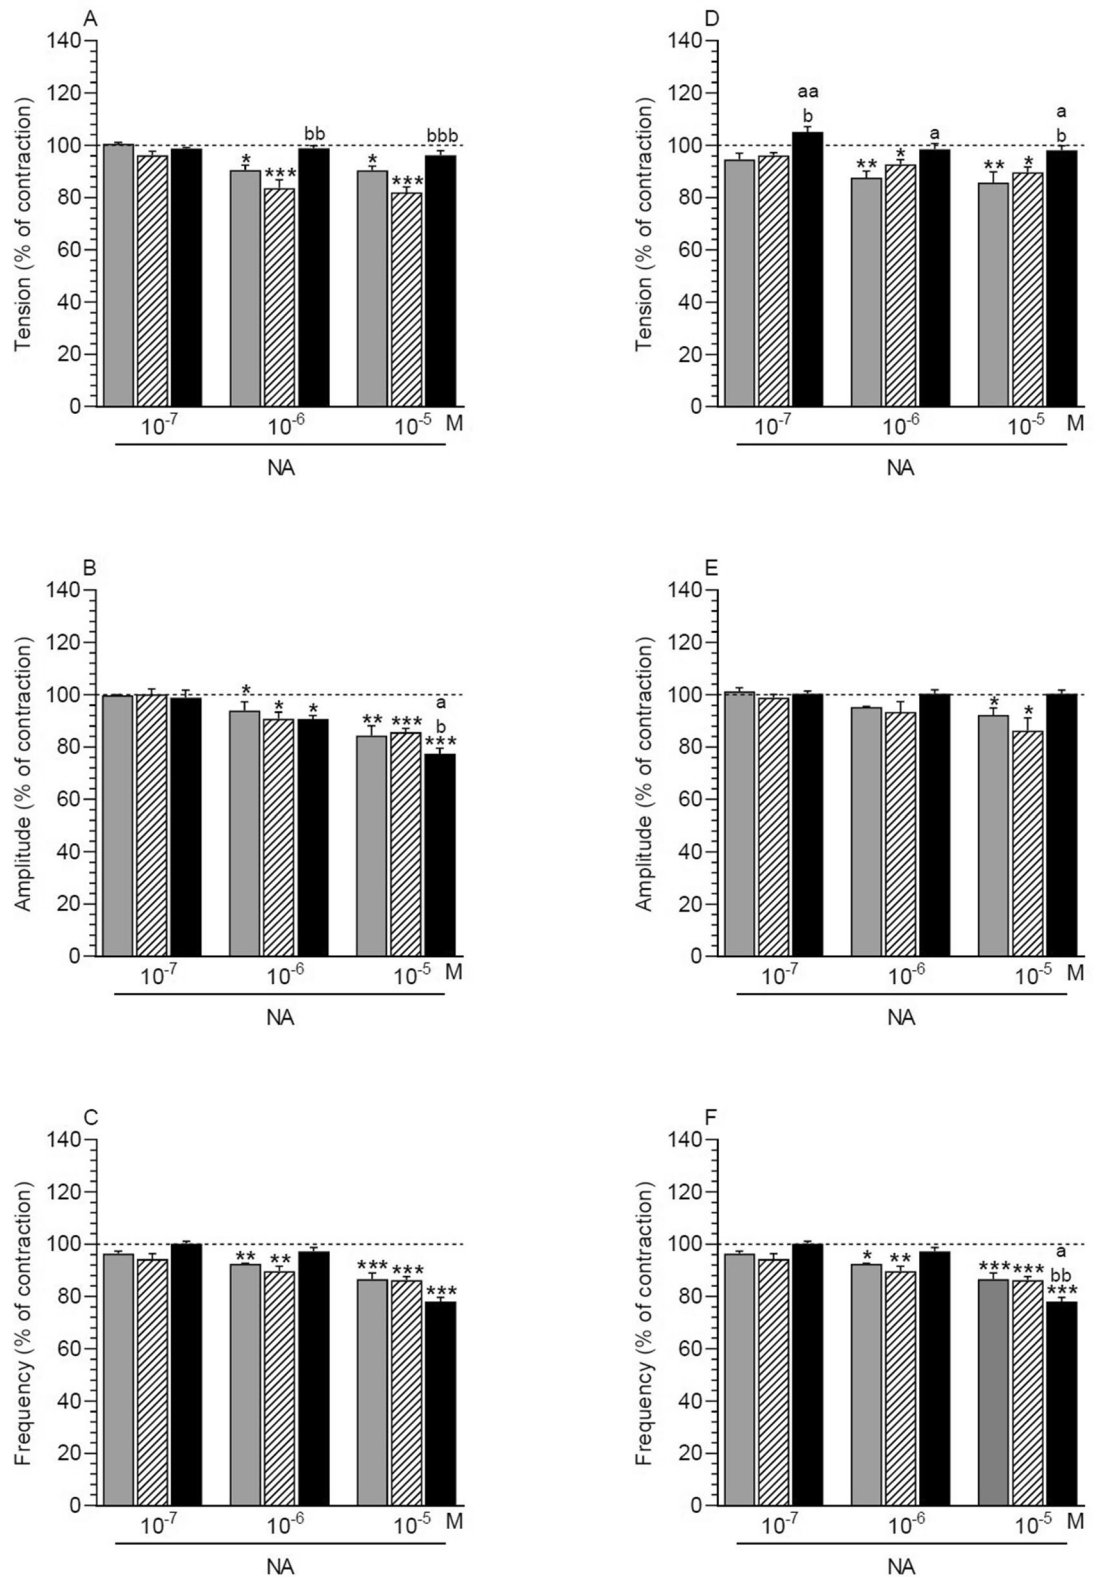 A
Tension (% of contraction)
140
120
100
80
60
40
20
0
* *** bb
* *** bbb
10-7 10-6 10-5 M
NA
D
Tension (% of contraction)
140
120
100
80
60
40
20
0
aa
b
** * a
a
b
** *
10-7 10-6 10-5 M
NA
B
Amplitude (% of contraction)
140
120
100
80
60
40
20
0
* * *
a
b
** *** ***
10-7 10-6 10-5 M
NA
E
Amplitude (% of contraction)
140
120
100
80
60
40
20
0
* *
10-7 10-6 10-5 M
NA
C
Frequency (% of contraction)
140
120
100
80
60
40
20
0
** **
*** *** ***
10-7 10-6 10-5 M
NA
F
Frequency (% of contraction)
140
120
100
80
60
40
20
0
* **
a
bb
*** *** ***
10-7 10-6 10-5 M
NA